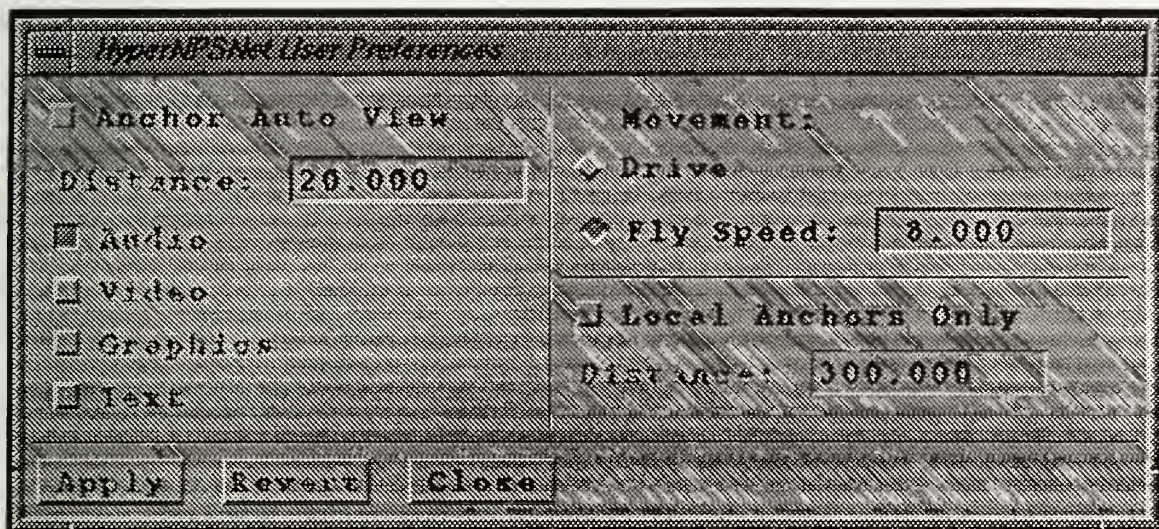 HyperNPSNet User Preferences
Anchor Auto View
Distance: 20.000
Audio
Video
Graphics
Text
Movement:
Drive
Fly Speed: 8.000
Local Anchors Only
Distance: 300.000
Apply Revert Close